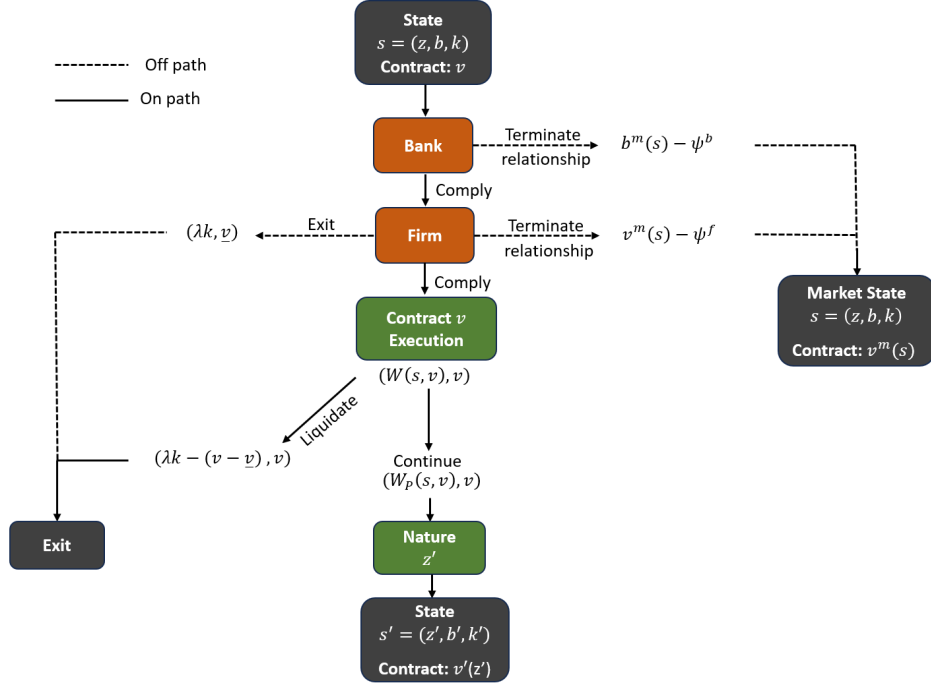 State
s = (z, b, k)
Contract: v
Off path
On path
Bank
Terminate
relationship
b^m(s) − ψ^b
Comply
(λk, v̲)
Exit
Firm
Terminate
relationship
v^m(s) − ψ^f
Comply
Market State
s = (z, b, k)
Contract: v^m(s)
Contract v
Execution
(W(s, v), v)
Liquidate
(λk − (v − v̲) , v)
Continue
(W_P(s, v), v)
Exit
Nature
z′
State
s′ = (z′, b′, k′)
Contract: v′(z′)